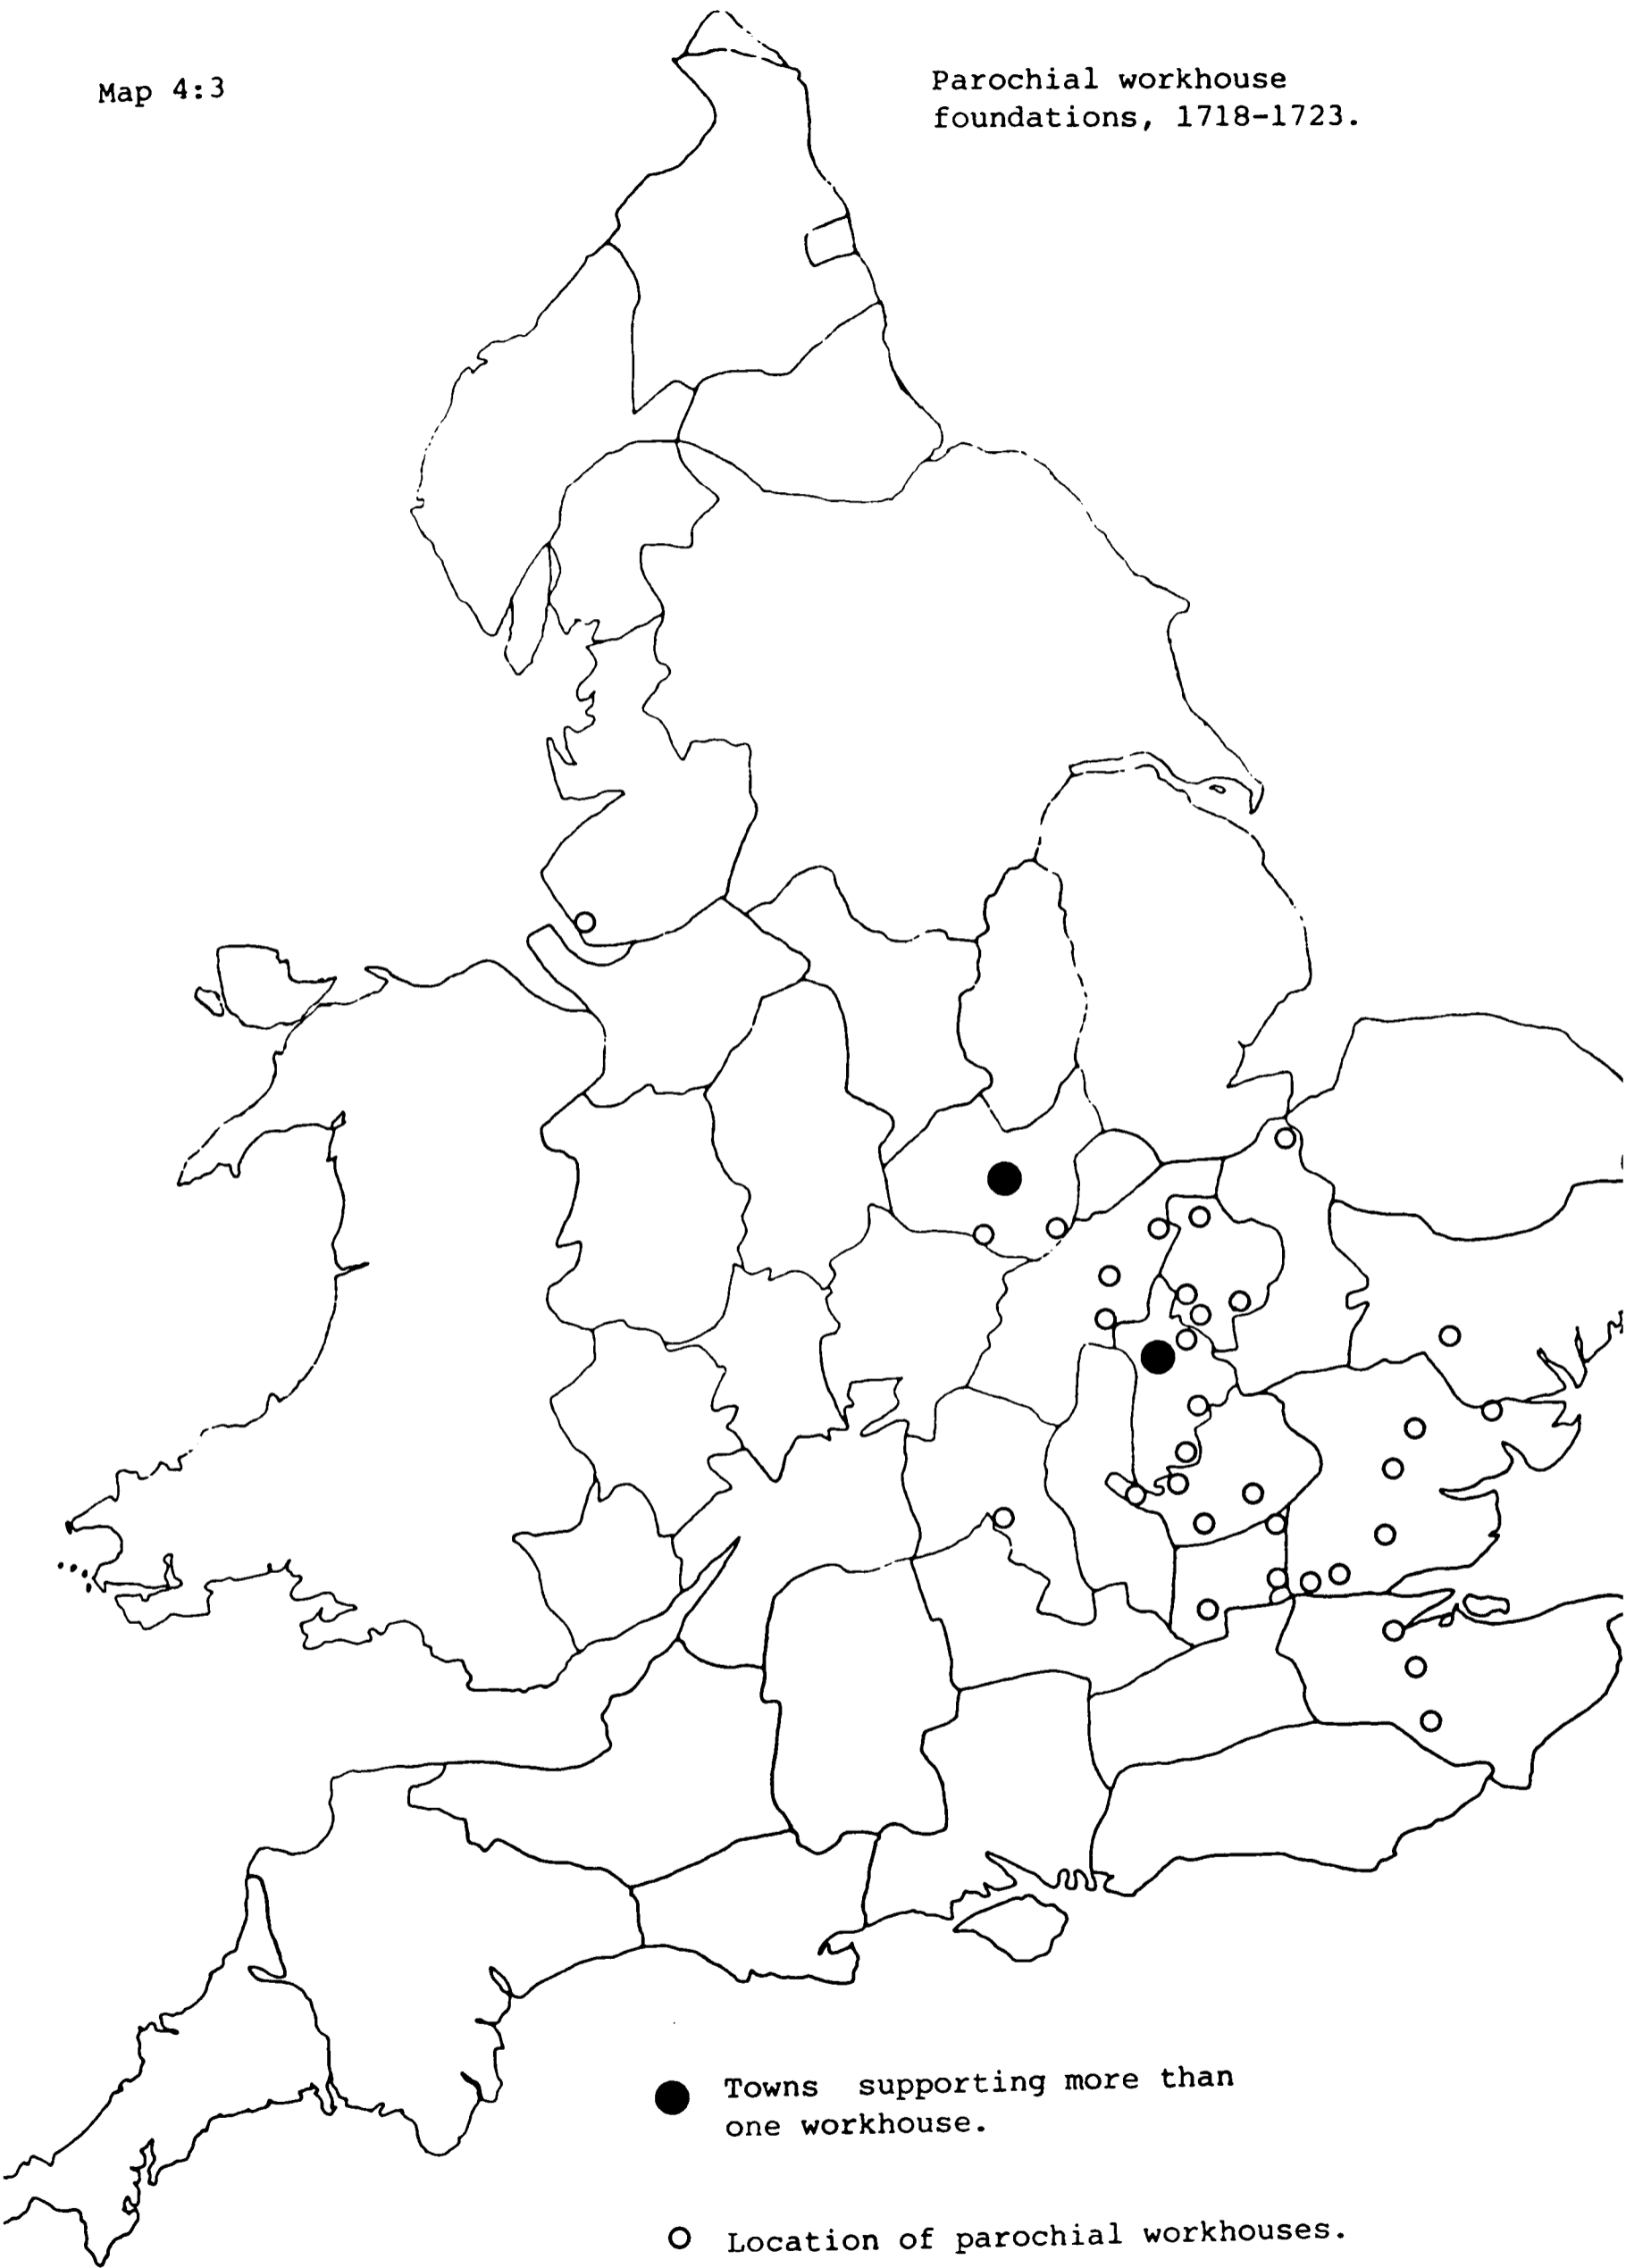 Map 4:3
Parochial workhouse
foundations, 1718-1723.
Towns supporting more than
one workhouse.
Location of parochial workhouses.